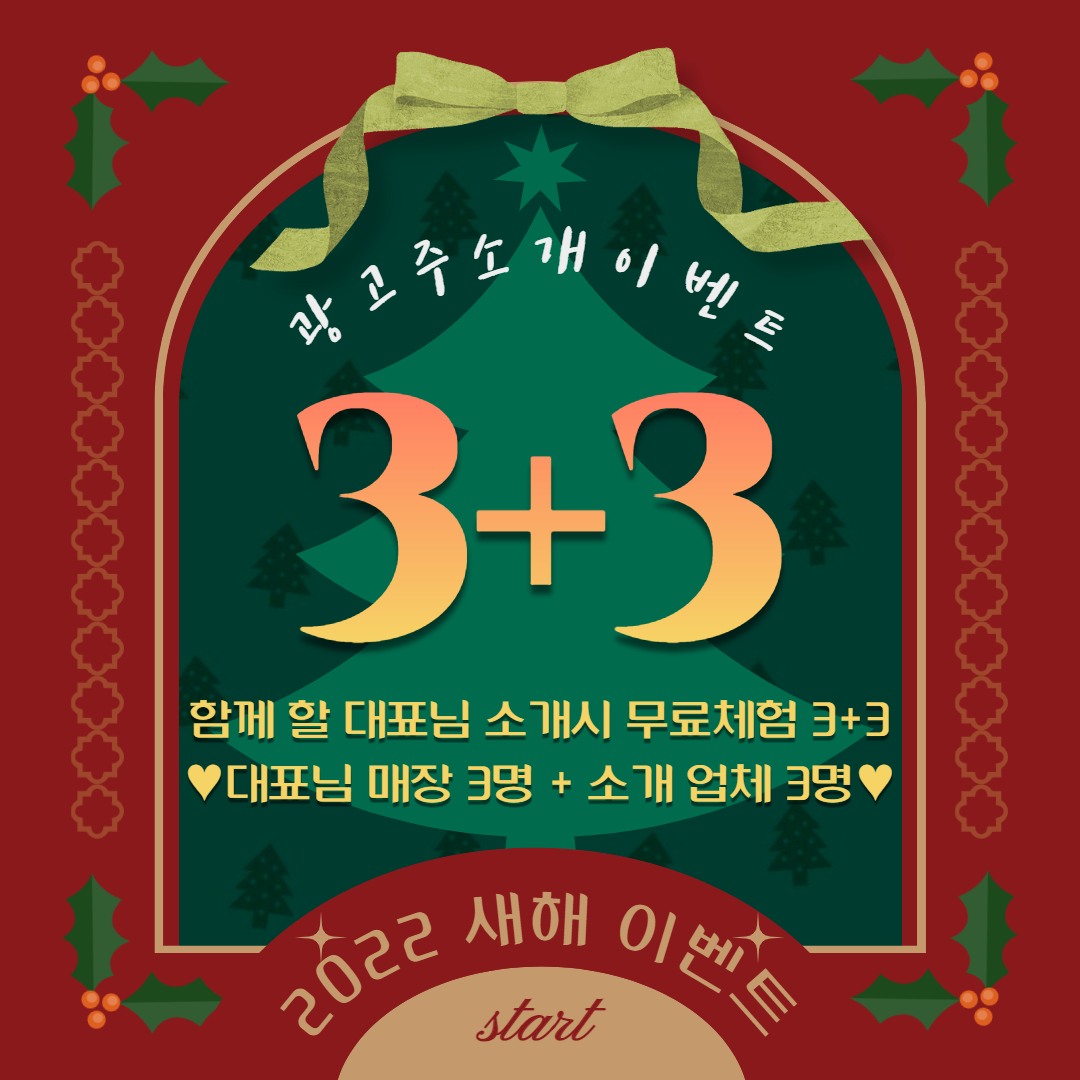 광고주소개이벤트
3+3
함께 할 대표님 소개시 무료체험 3+3
♥대표님 매장 3명 + 소개 업체 3명♥
2022 새해 이벤트
start